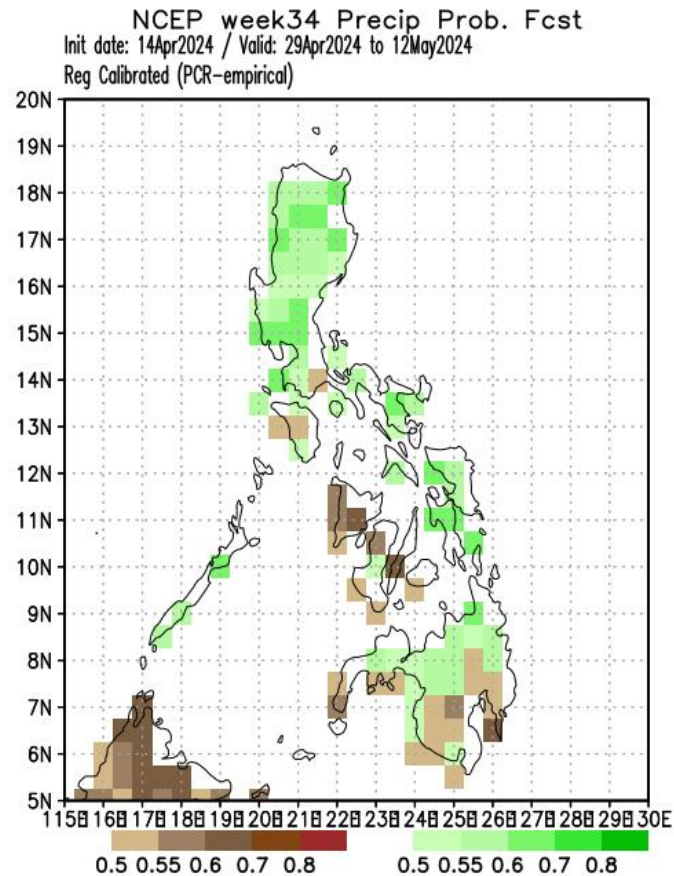 NCEP week34 Precip Prob. Fcst
Init date: 14Apr2024 / Valid: 29Apr2024 to 12May2024
Reg Calibrated (PCR-empirical)
20N
19N
18N
17N
16N
15N
14N
13N
12N
11N
10N
9N
8N
7N
6N
5N
115E 116E 117E 118E 119E 120E 121E 122E 123E 124E 125E 126E 127E 128E 129E 130E
0.5 0.55 0.6 0.7 0.8 0.5 0.55 0.6 0.7 0.8